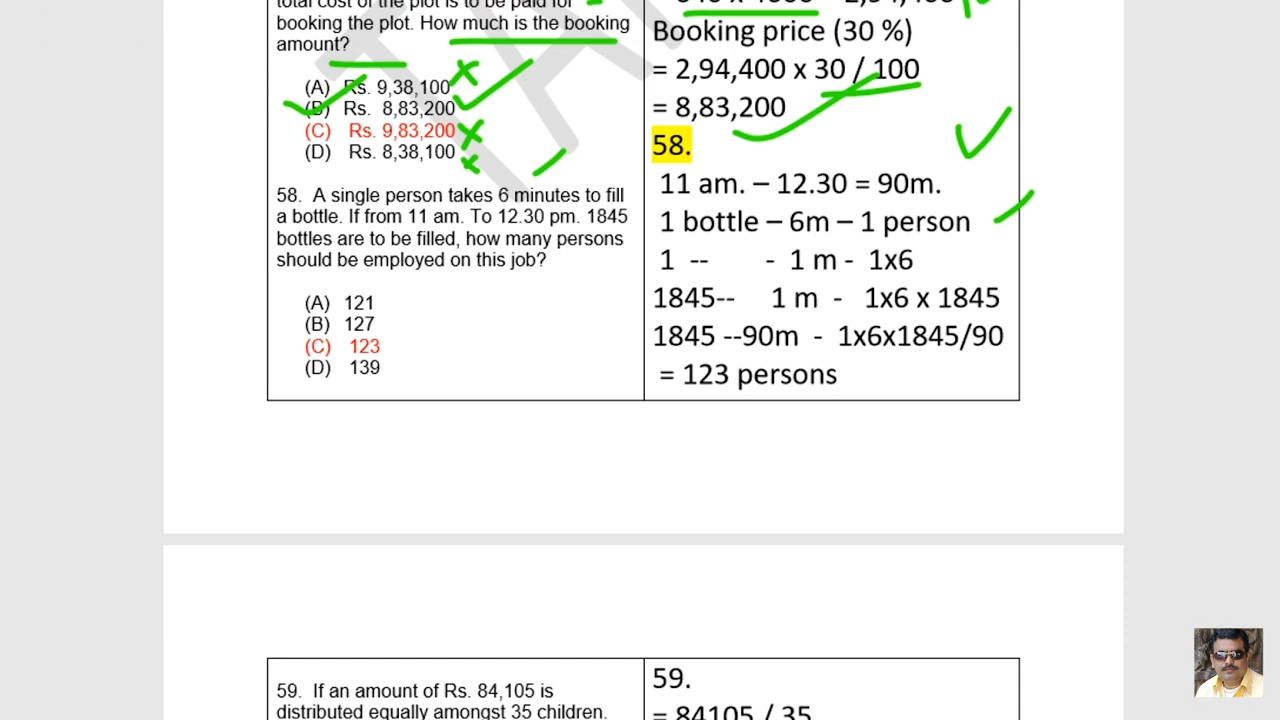 total cost of the plot is to be paid for
booking the plot. How much is the booking
amount?
(A) Rs. 9,38,100
(B) Rs. 8,83,200
(C) Rs. 9,83,200
(D) Rs. 8,38,100
58. A single person takes 6 minutes to fill
a bottle. If from 11 am. To 12.30 pm. 1845
bottles are to be filled, how many persons
should be employed on this job?
(A) 121
(B) 127
(C) 123
(D) 139
Booking price (30 %)
= 2,94,400 x 30 / 100
= 8,83,200
58.
11 am. – 12.30 = 90m.
1 bottle – 6m – 1 person
1 -- - 1 m - 1x6
1845-- 1 m - 1x6 x 1845
1845 --90m - 1x6x1845/90
= 123 persons
59. If an amount of Rs. 84,105 is
distributed equally amongst 35 children.
59.
= 84105 / 35